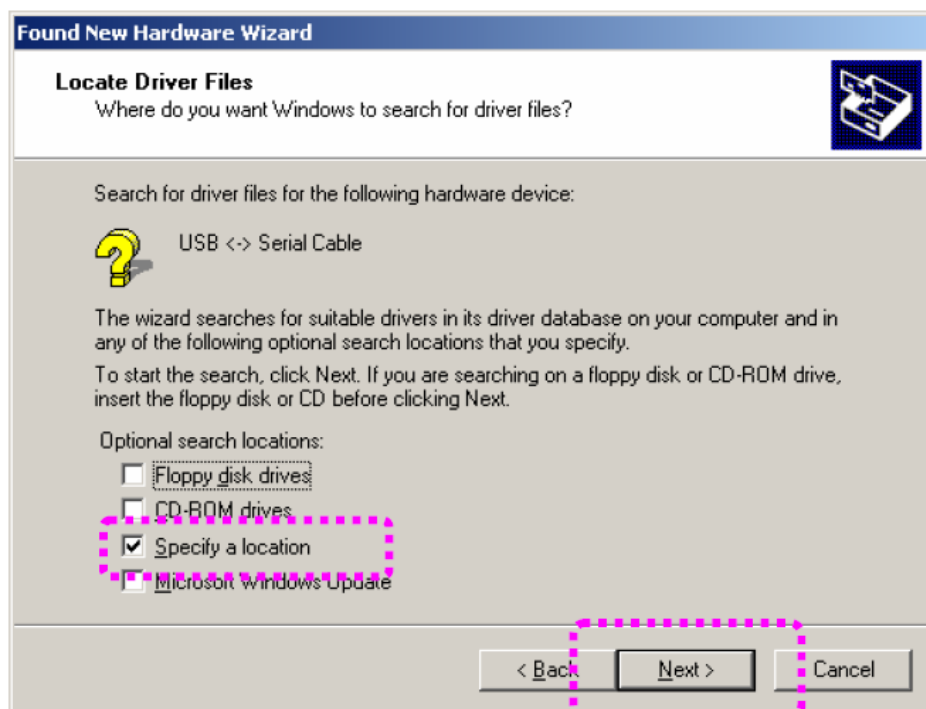 Found New Hardware Wizard
Locate Driver Files
Where do you want Windows to search for driver files?
Search for driver files for the following hardware device:
USB <-> Serial Cable
The wizard searches for suitable drivers in its driver database on your computer and in
any of the following optional search locations that you specify.
To start the search, click Next. If you are searching on a floppy disk or CD-ROM drive,
insert the floppy disk or CD before clicking Next.
Optional search locations:
Floppy disk drives
CD-ROM drives
Specify a location
Microsoft Windows Update
< Back Next > Cancel